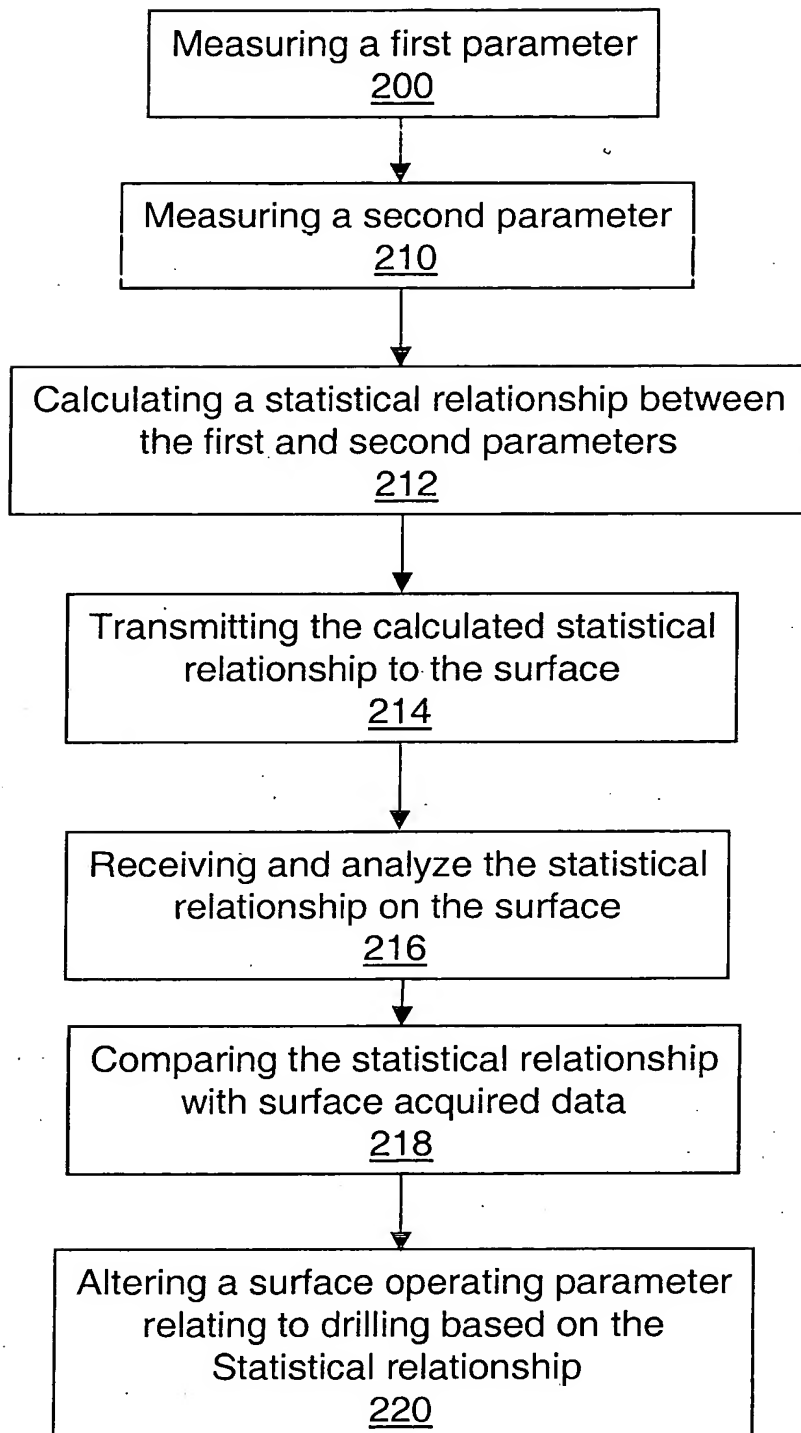 Measuring a first parameter
200
Measuring a second parameter
210
Calculating a statistical relationship between
the first and second parameters
212
Transmitting the calculated statistical
relationship to the surface
214
Receiving and analyze the statistical
relationship on the surface
216
Comparing the statistical relationship
with surface acquired data
218
Altering a surface operating parameter
relating to drilling based on the
Statistical relationship
220